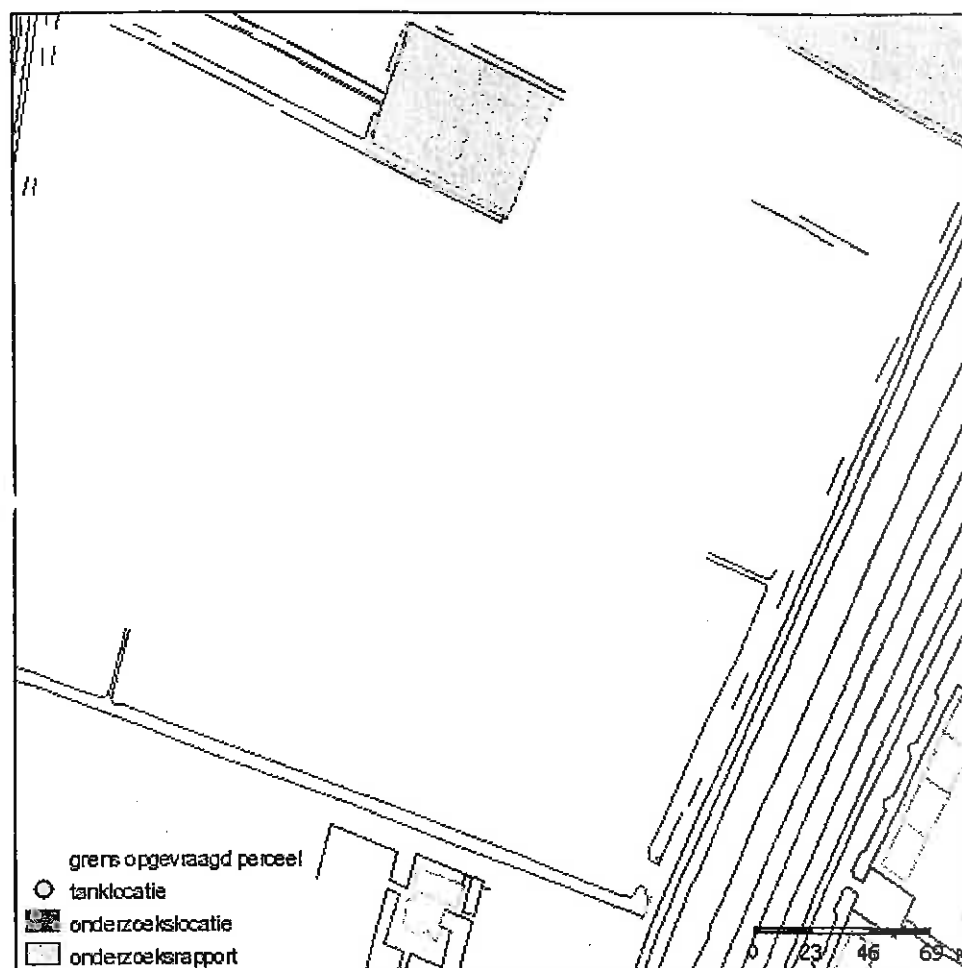 grens opgevraagd perceel
tanklocatie
onderzoekslocatie
onderzoeksrapport
0 23 46 69